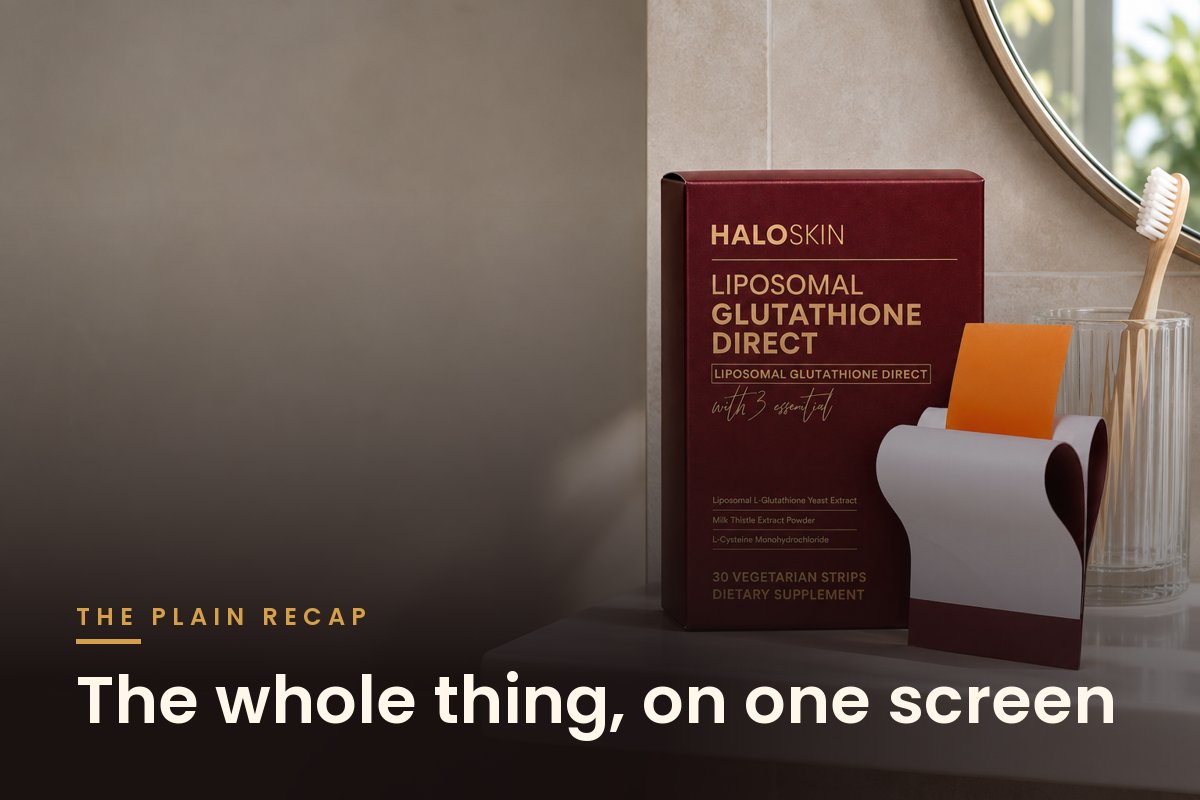 HALOSKIN
LIPOSOMAL
GLUTATHIONE
DIRECT
LIPOSOMAL GLUTATHIONE DIRECT
with 3 essential
Liposomal L-Glutathione Yeast Extract
Milk Thistle Extract Powder
L-Cysteine Monohydrochloride
30 VEGETARIAN STRIPS
DIETARY SUPPLEMENT
THE PLAIN RECAP
The whole thing, on one screen